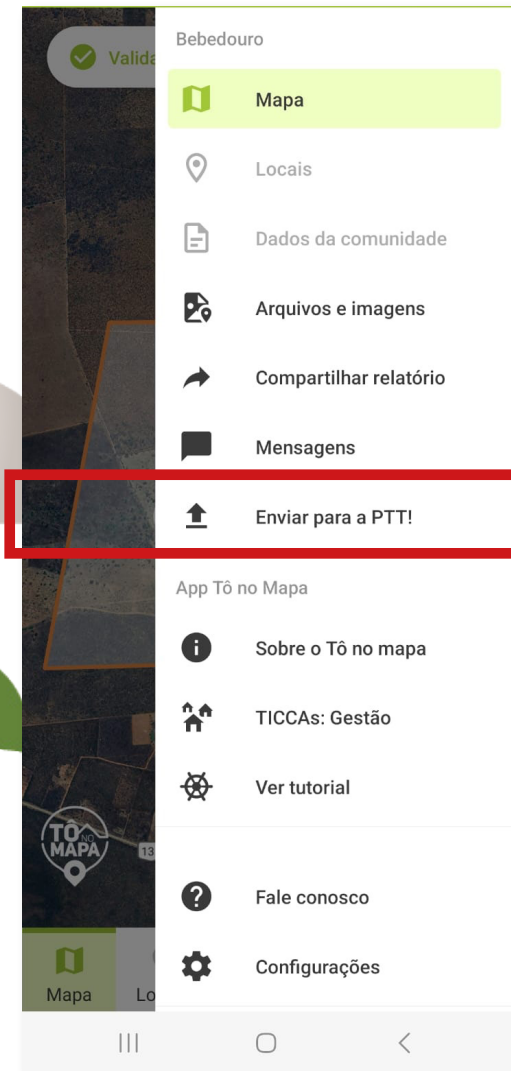 Bebedouro
Valida
Mapa
Locais
Dados da comunidade
Arquivos e imagens
Compartilhar relatório
Mensagens
Enviar para a PTT!
App Tô no Mapa
Sobre o Tô no mapa
TICCAs: Gestão
Ver tutorial
TÔ NO
MAPA
13
Fale conosco
Configurações
Mapa
Lo